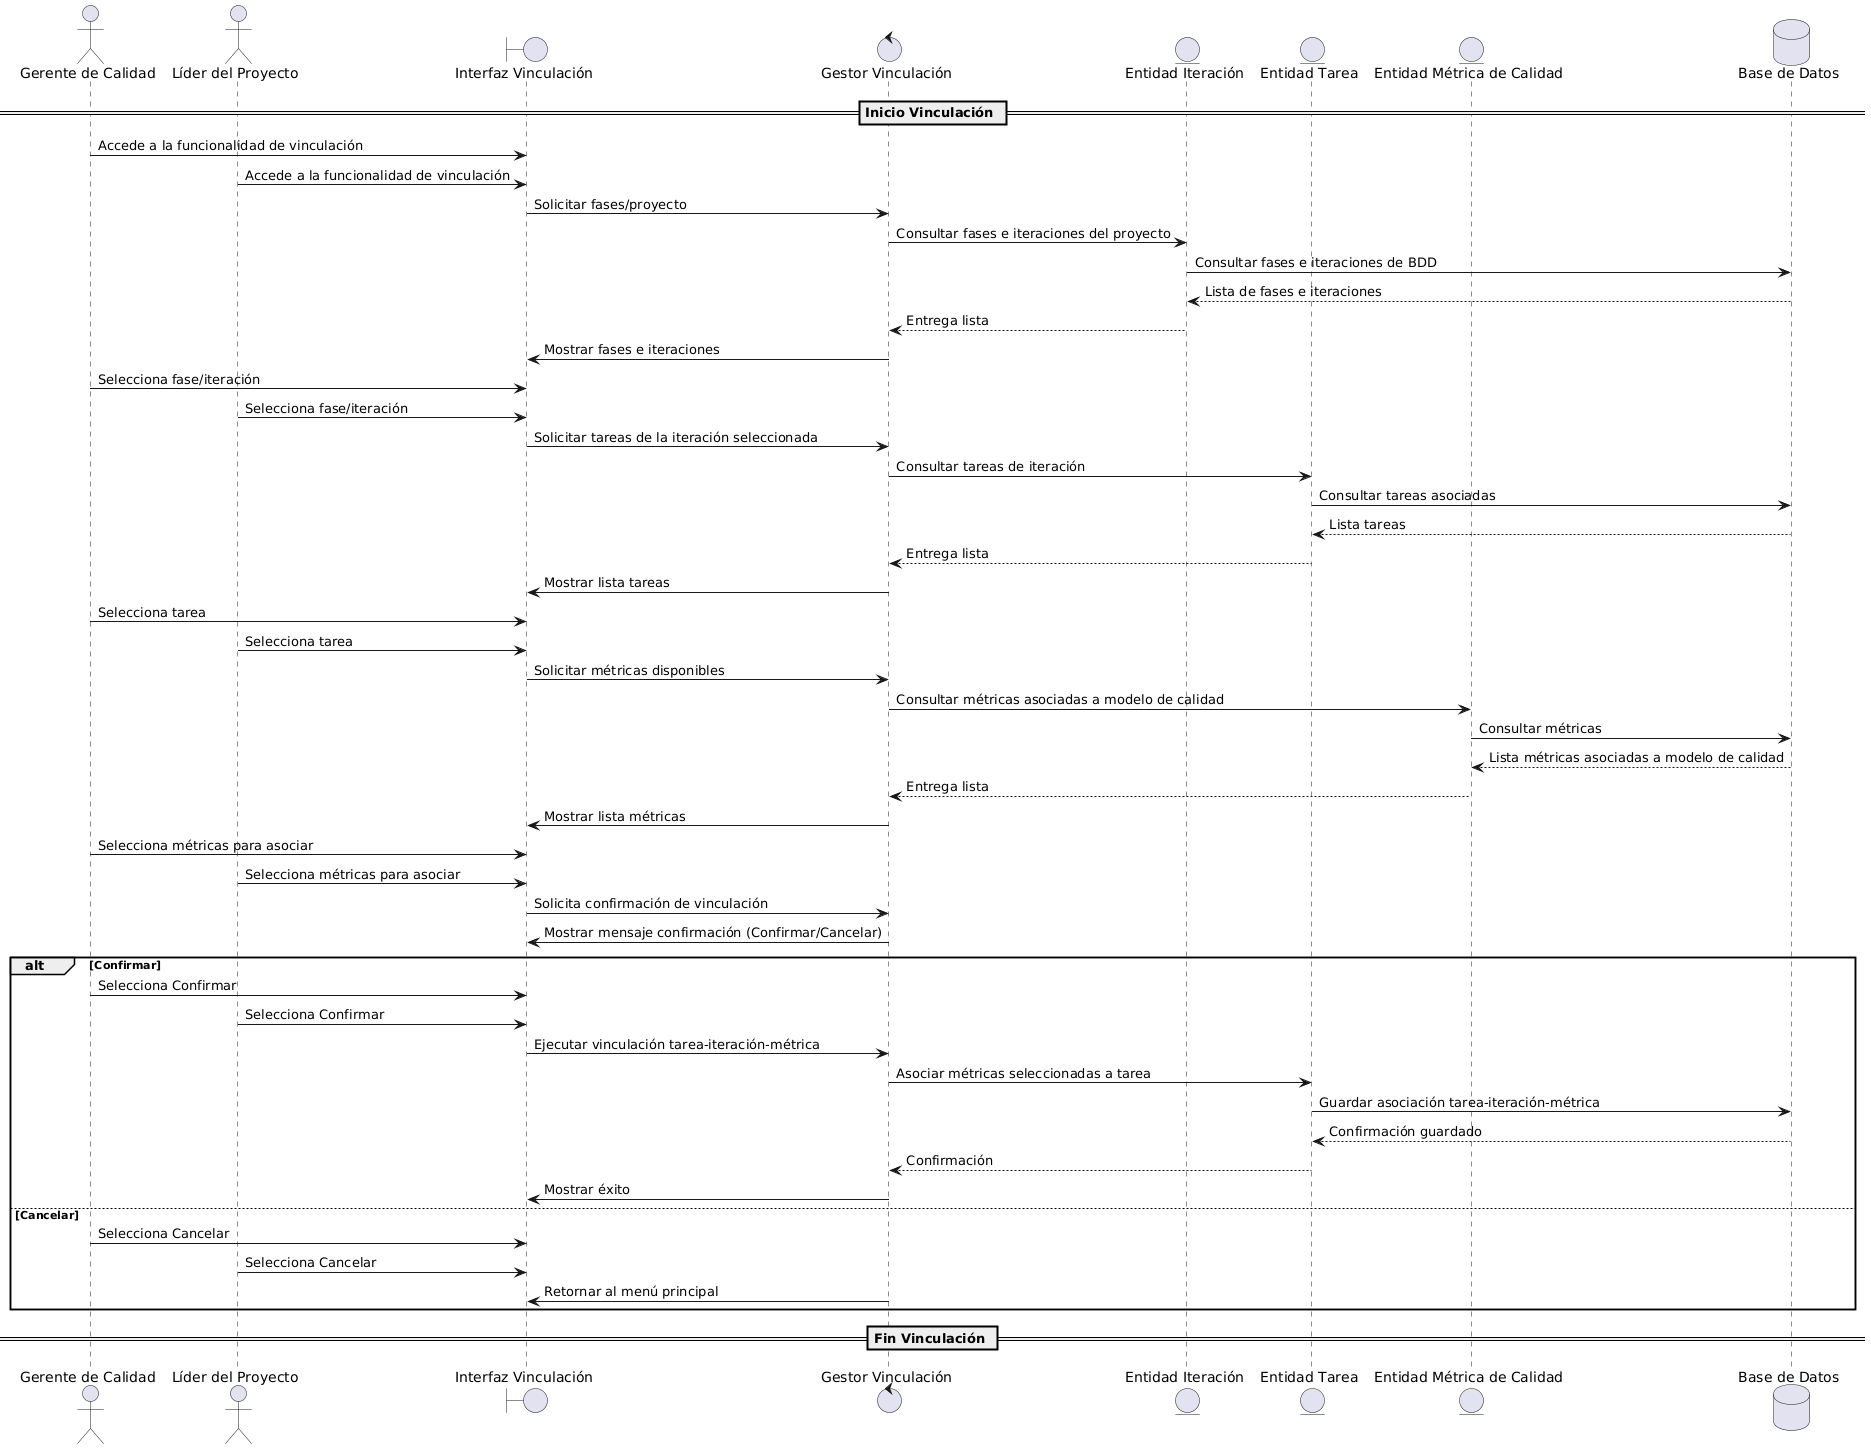 Gerente de Calidad
Líder del Proyecto
Interfaz Vinculación
Gestor Vinculación
Entidad Iteración
Entidad Tarea
Entidad Métrica de Calidad
Base de Datos
Inicio Vinculación
Accede a la funcionalidad de vinculación
Accede a la funcionalidad de vinculación
Solicitar fases/proyecto
Consultar fases e iteraciones del proyecto
Consultar fases e iteraciones de BDD
Lista de fases e iteraciones
Entrega lista
Mostrar fases e iteraciones
Selecciona fase/iteración
Selecciona fase/iteración
Solicitar tareas de la iteración seleccionada
Consultar tareas de iteración
Consultar tareas asociadas
Lista tareas
Entrega lista
Mostrar lista tareas
Selecciona tarea
Selecciona tarea
Solicitar métricas disponibles
Consultar métricas asociadas a modelo de calidad
Consultar métricas
Lista métricas asociadas a modelo de calidad
Entrega lista
Mostrar lista métricas
Selecciona métricas para asociar
Selecciona métricas para asociar
Solicita confirmación de vinculación
Mostrar mensaje confirmación (Confirmar/Cancelar)
alt [Confirmar]
Selecciona Confirmar
Selecciona Confirmar
Ejecutar vinculación tarea-iteración-métrica
Asociar métricas seleccionadas a tarea
Guardar asociación tarea-iteración-métrica
Confirmación guardado
Confirmación
Mostrar éxito
[Cancelar]
Selecciona Cancelar
Selecciona Cancelar
Retornar al menú principal
Fin Vinculación
Gerente de Calidad
Líder del Proyecto
Interfaz Vinculación
Gestor Vinculación
Entidad Iteración
Entidad Tarea
Entidad Métrica de Calidad
Base de Datos